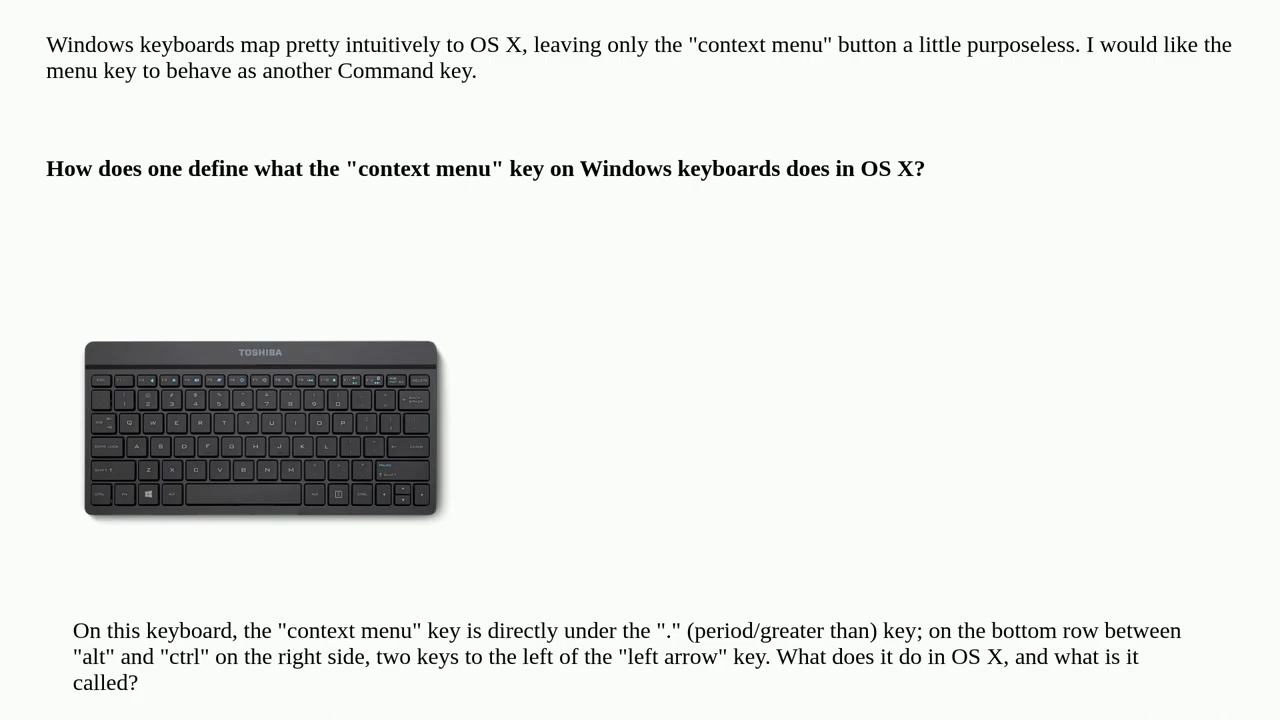 Windows keyboards map pretty intuitively to OS X, leaving only the "context menu" button a little purposeless. I would like the
menu key to behave as another Command key.
How does one define what the "context menu" key on Windows keyboards does in OS X?
TOSHIBA
Q W E R T Y U I O P
A S D F G H J K L
Z X C V B N M
On this keyboard, the "context menu" key is directly under the "." (period/greater than) key; on the bottom row between
"alt" and "ctrl" on the right side, two keys to the left of the "left arrow" key. What does it do in OS X, and what is it
called?